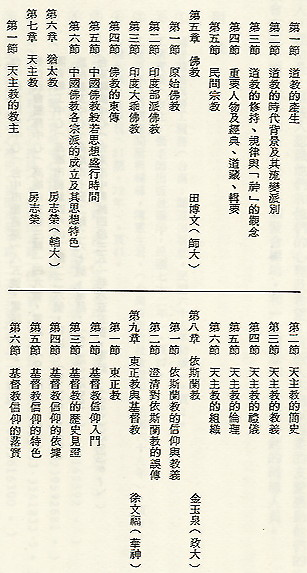 第一節　道教的產生
第二節　道教的時代背景及其流變派別
第三節　道教的修持、規律與「神」的觀念
第四節　重要人物及經典、道藏、輯要
第五節　民間宗教
第五章　佛教　田博文（師大）
第一節　原始佛教
第二節　印度部派佛教
第三節　印度大乘佛教
第四節　佛教的東傳
第五節　中國佛教般若思想盛行時間
第六節　中國佛教各宗派的成立及其思想特色
第六章　猶太教　房志榮（輔大）
第七章　天主教　房志榮
第一節　天主教的教主
第二節　天主教的簡史
第三節　天主教的教義
第四節　天主教的禮儀
第五節　天主教的倫理
第六節　天主教的組織
第八章　依斯蘭教　金玉泉（政大）
第一節　依斯蘭教的信仰與教義
第二節　澄清對依斯蘭教的誤傳
第九章　東正教與基督教　徐文福（華神）
第一節　東正教
第二節　基督教信仰入門
第三節　基督教的歷史見證
第四節　基督教信仰的依據
第五節　基督教信仰的特色
第六節　基督教信仰的落實